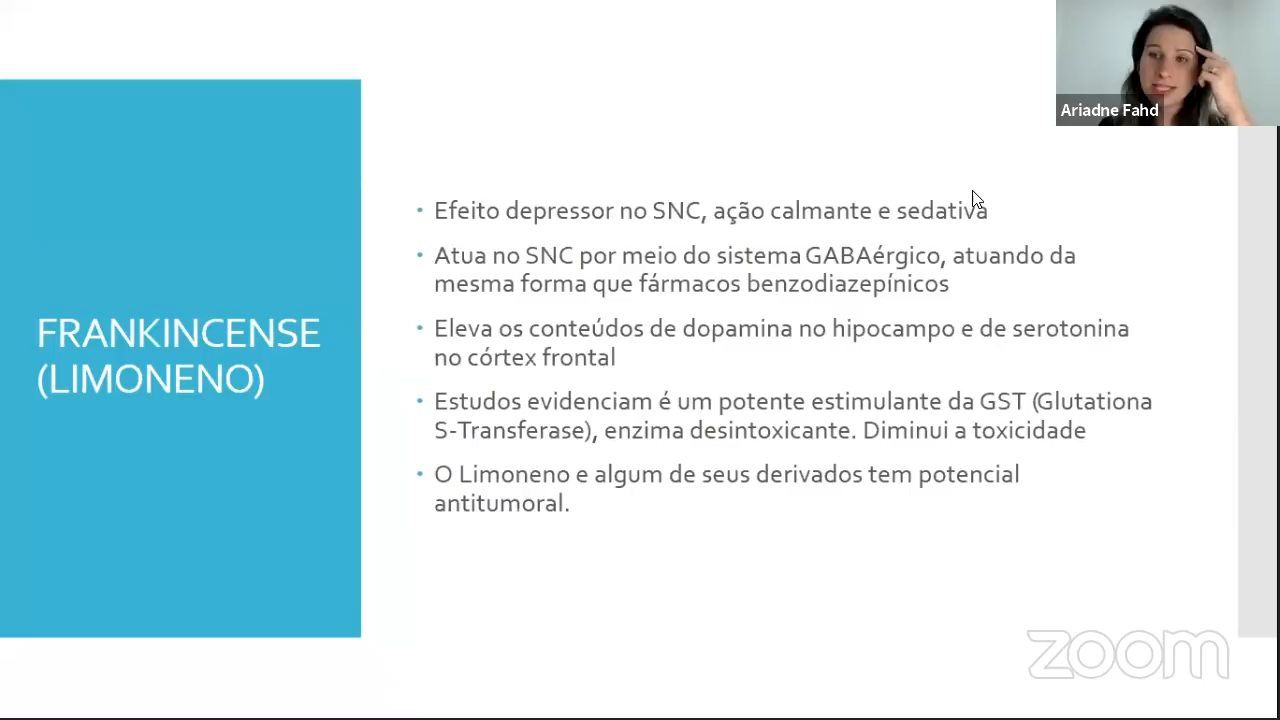 Ariadne Fahd
FRANKINCENSE
(LIMONENO)
• Efeito depressor no SNC, ação calmante e sedativa
• Atua no SNC por meio do sistema GABAérgico, atuando da
mesma forma que fármacos benzodiazepínicos
• Eleva os conteúdos de dopamina no hipocampo e de serotonina
no córtex frontal
• Estudos evidenciam é um potente estimulante da GST (Glutationa
S-Transferase), enzima desintoxicante. Diminui a toxicidade
• O Limoneno e algum de seus derivados tem potencial
antitumoral.
zoom